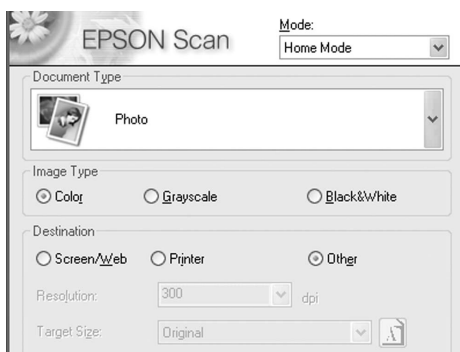 EPSON Scan
Mode:
Home Mode
Document Type
Photo
Image Type
Color
Grayscale
Black&White
Destination
Screen/Web
Printer
Other
Resolution:
300
dpi
Target Size:
Original
A